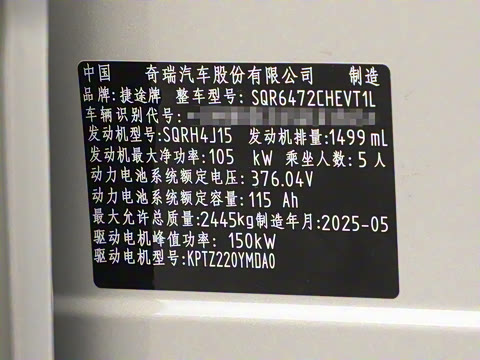 中国 奇瑞汽车股份有限公司 制造
品牌:捷途牌 整车型号:SQR6472CHEVT1L
车辆识别代号:
发动机型号:SQRH4J15 发动机排量:1499 mL
发动机最大净功率:105 kW 乘坐人数:5 人
动力电池系统额定电压:376.04V
动力电池系统额定容量:115 Ah
最大允许总质量:2445kg制造年月:2025-05
驱动电机峰值功率: 150kW
驱动电机型号:KPTZ220YMDA0